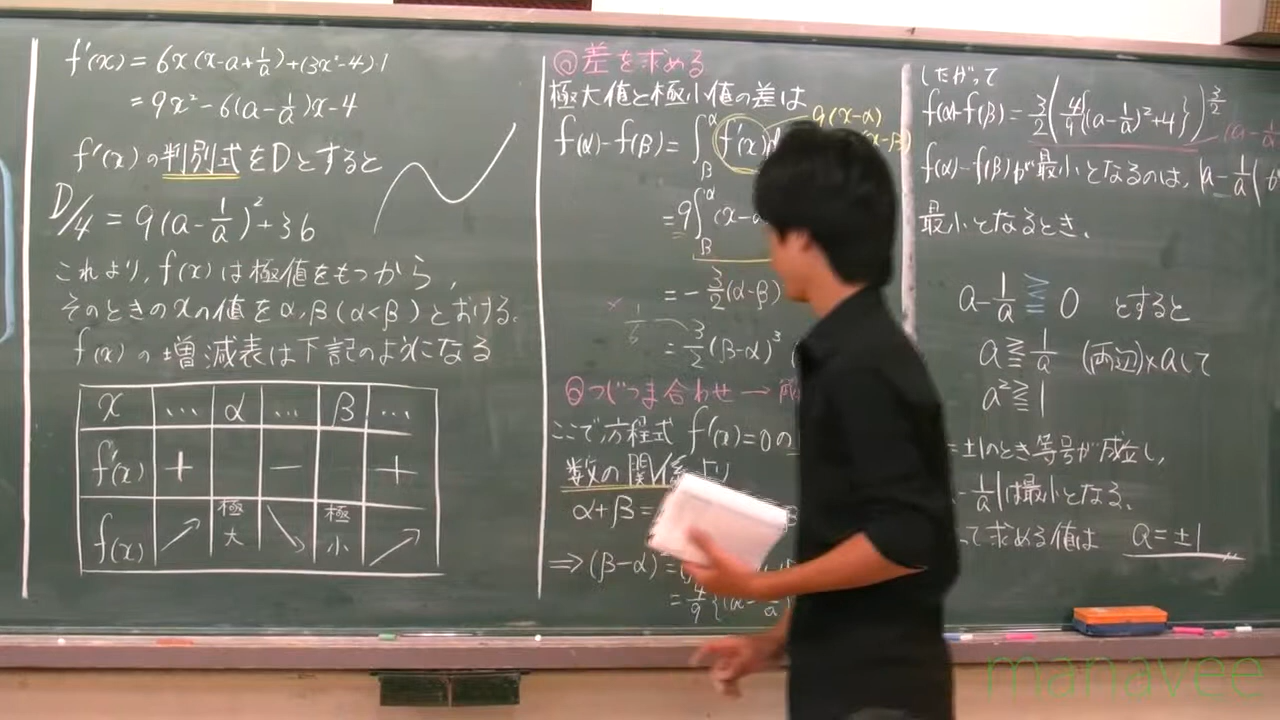 f'(x) = 6x(x-a+1/a)+(3x²-4)・1
= 9x²-6(a-1/a)x-4
f'(x)の判別式をDとすると
D/4 = 9(a-1/a)²+36
これより, f(x)は極値をもつから,
そのときのxの値をα,β(α<β)とおける。
f(x)の増減表は下記のようになる
x … α … β …
f'(x) + − +
f(x) ↗ 極大 ↘ 極小 ↗
◎差を求める
極大値と極小値の差は
9(x-α)
(x-β)
f(α)-f(β) = ∫_β^α f'(x)
= 9∫_β^α (x-α
= -3/2(α-β)
1/6
= 3/2(β-α)³
◎つじつま合わせ →
ここで,方程式 f'(x)=0の
数の関係より
α+β=
⇒(β-α)²=
= 4/9{(a-1/a)
したがって
f(α)-f(β) = 3/2(4/9{(a-1/a)²+4})^{3/2}
(a-1/a
f(α)-f(β)が最小となるのは, |a-1/a|が
最小となるとき,
a-1/a ≧≦ 0 とすると
a ≧≦ 1/a (両辺)×aして
a² ≧≦ 1
=±1のとき等号が成立し,
-1/a|は最小となる。
て求める値は a=±1
manavee